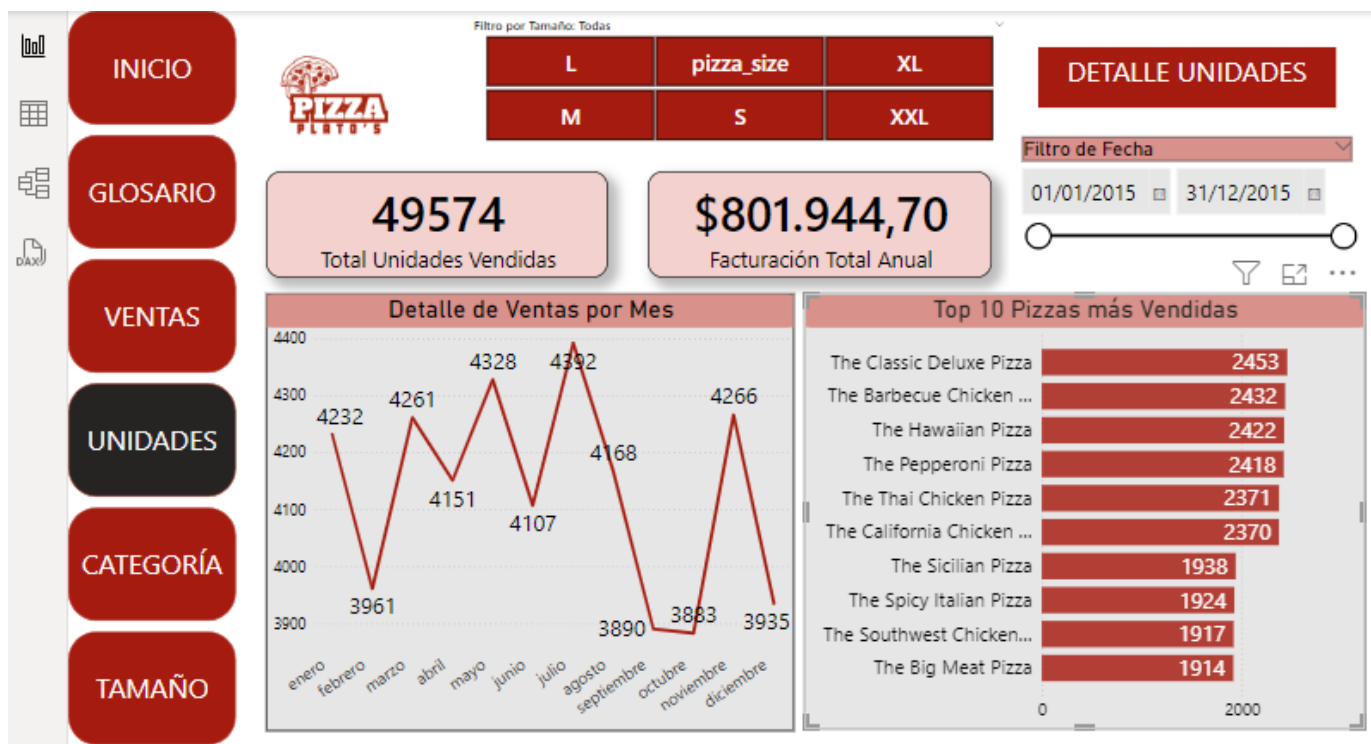 Filtro por Tamaño: Todas
INICIO
L
pizza_size
XL
DETALLE UNIDADES
PIZZA
PLATO'S
M
S
XXL
Filtro de Fecha
GLOSARIO
01/01/2015
31/12/2015
49574
Total Unidades Vendidas
$801.944,70
Facturación Total Anual
DAX
VENTAS
Detalle de Ventas por Mes
4400
4300
4200
4100
4000
3900
4232
3961
4261
4151
4328
4107
4392
4168
3890
3883
4266
3935
enero
febrero
marzo
abril
mayo
junio
julio
agosto
septiembre
octubre
noviembre
diciembre
Top 10 Pizzas más Vendidas
The Classic Deluxe Pizza 2453
The Barbecue Chicken ... 2432
The Hawaiian Pizza 2422
The Pepperoni Pizza 2418
The Thai Chicken Pizza 2371
The California Chicken ... 2370
The Sicilian Pizza 1938
The Spicy Italian Pizza 1924
The Southwest Chicken... 1917
The Big Meat Pizza 1914
0
2000
UNIDADES
CATEGORÍA
TAMAÑO